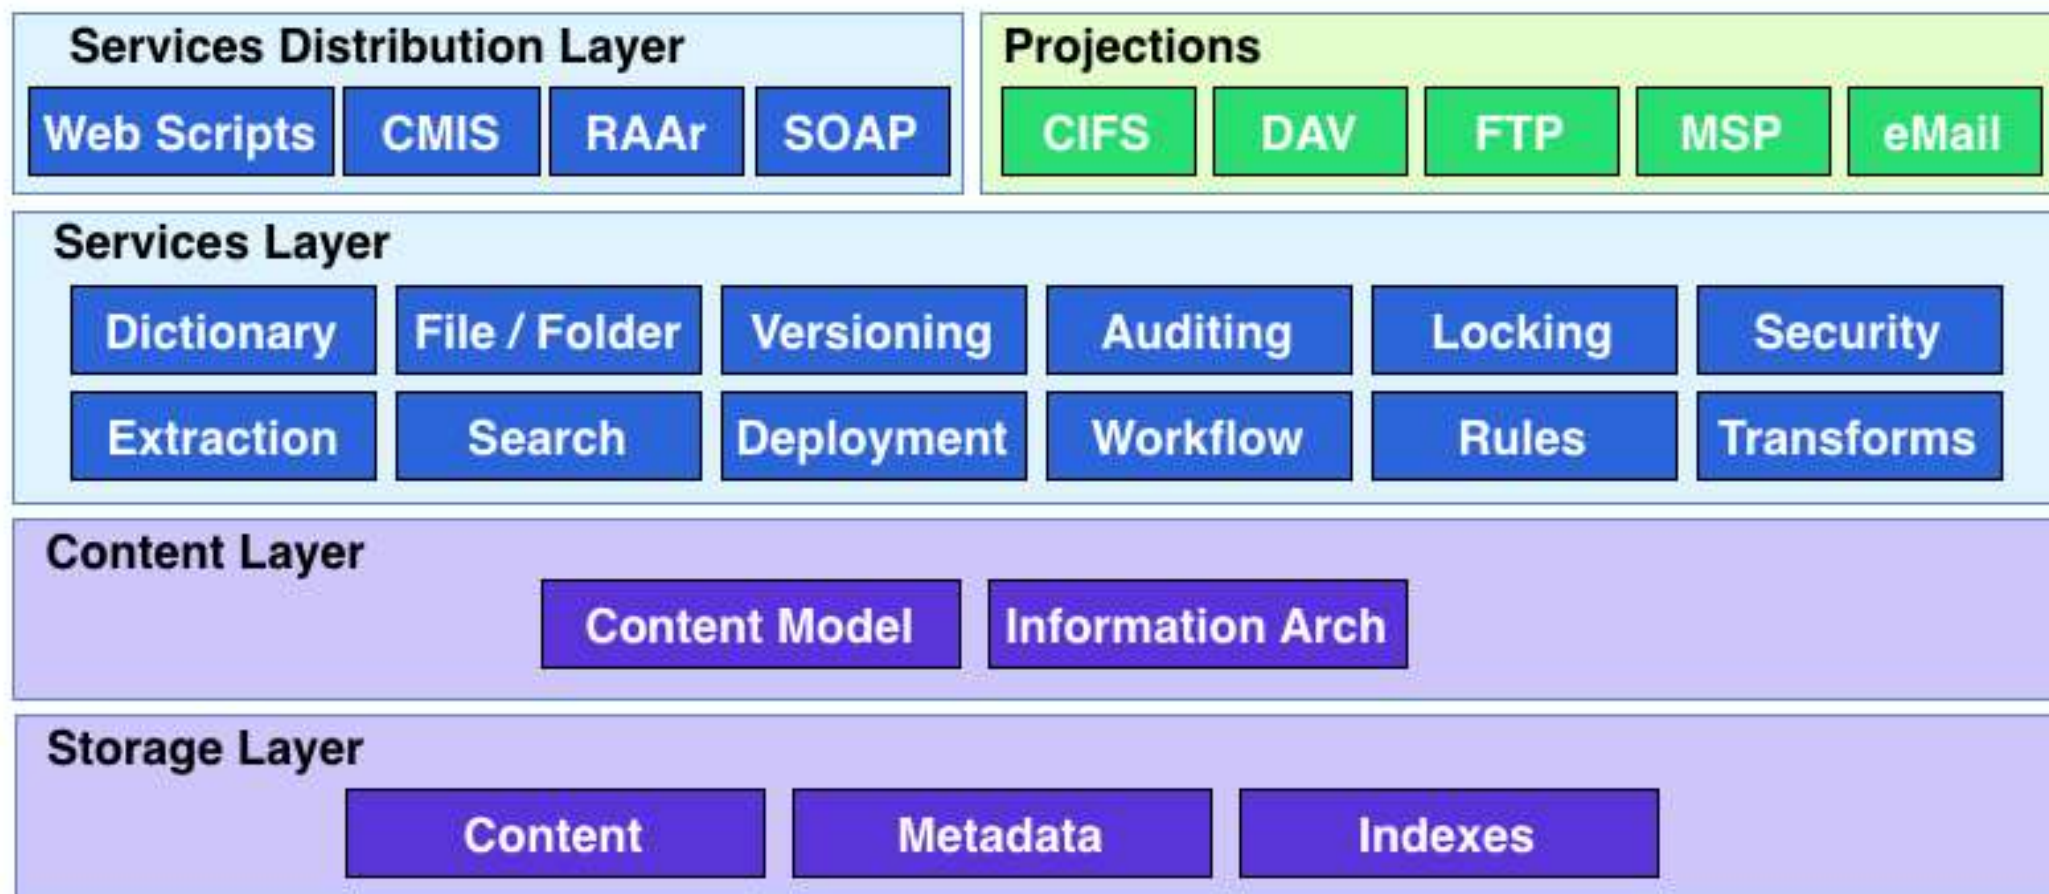 Services Distribution Layer
Web Scripts
CMIS
RAAr
SOAP
Projections
CIFS
DAV
FTP
MSP
eMail
Services Layer
Dictionary
File / Folder
Versioning
Auditing
Locking
Security
Extraction
Search
Deployment
Workflow
Rules
Transforms
Content Layer
Content Model
Information Arch
Storage Layer
Content
Metadata
Indexes